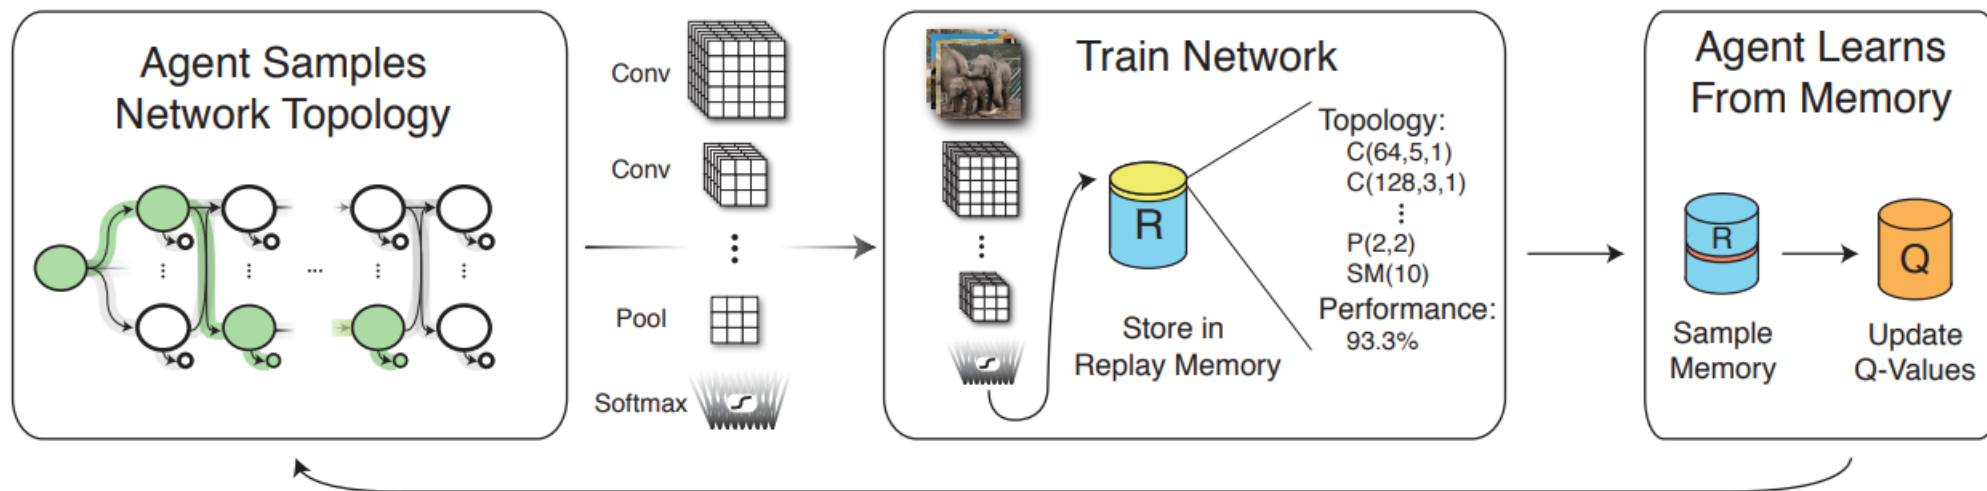 Agent Samples
Network Topology
Conv
Conv
Pool
Softmax
Train Network
R
Store in
Replay Memory
Topology:
C(64,5,1)
C(128,3,1)
P(2,2)
SM(10)
Performance:
93.3%
Agent Learns
From Memory
R
Sample
Memory
Q
Update
Q-Values